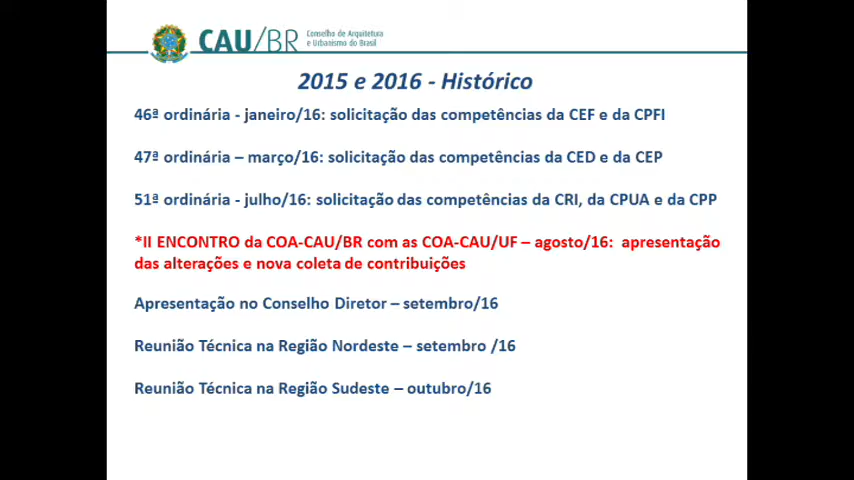 CAU/BR
Conselho de Arquitetura
e Urbanismo do Brasil
2015 e 2016 - Histórico
46ª ordinária - janeiro/16: solicitação das competências da CEF e da CPFI
47ª ordinária – março/16: solicitação das competências da CED e da CEP
51ª ordinária - julho/16: solicitação das competências da CRI, da CPUA e da CPP
*II ENCONTRO da COA-CAU/BR com as COA-CAU/UF – agosto/16: apresentação
das alterações e nova coleta de contribuições
Apresentação no Conselho Diretor – setembro/16
Reunião Técnica na Região Nordeste – setembro /16
Reunião Técnica na Região Sudeste – outubro/16